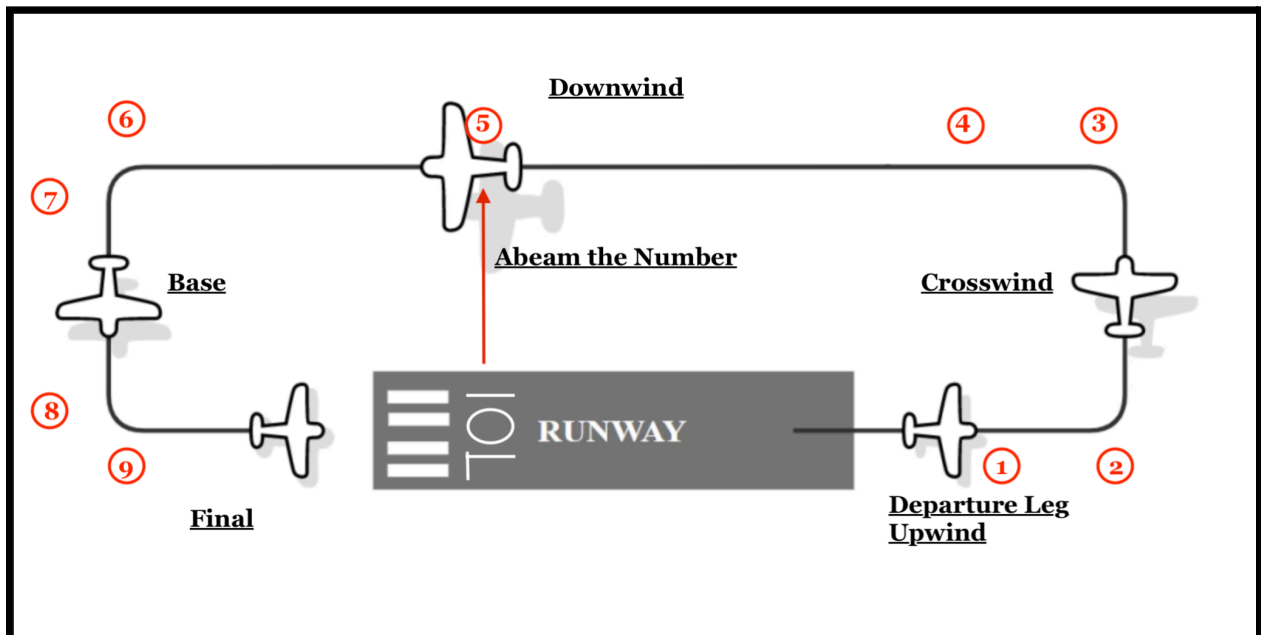 Downwind
6
5
4
3
7
Abeam the Number
Base
Crosswind
10L
RUNWAY
8
9
1
2
Departure Leg
Upwind
Final